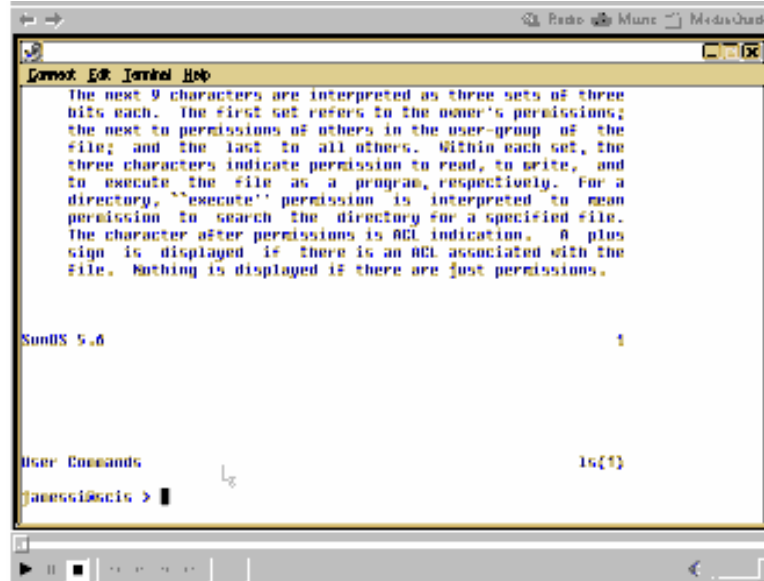 Radio Music Media Guide
Connect Edit Terminal Help
The next 9 characters are interpreted as three sets of three
bits each. The first set refers to the owner's permissions;
the next to permissions of others in the user-group of the
file; and the last to all others. Within each set, the
three characters indicate permission to read, to write, and
to execute the file as a program, respectively. For a
directory, ``execute'' permission is interpreted to mean
permission to search the directory for a specified file.
The character after permissions is ACL indication. A plus
sign is displayed if there is an ACL associated with the
file. Nothing is displayed if there are just permissions.
SunOS 5.6 1
User Commands ls(1)
janessi@scis >